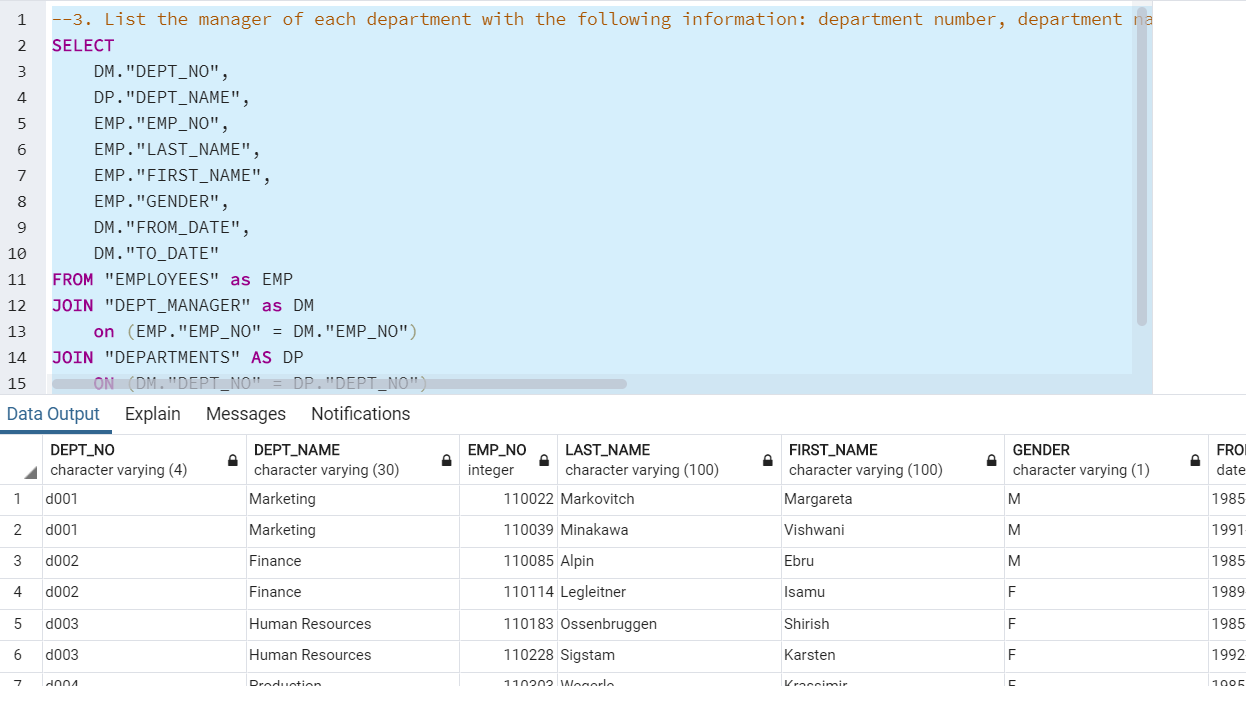 1 --3. List the manager of each department with the following information: department number, department na
2 SELECT
3 DM."DEPT_NO",
4 DP."DEPT_NAME",
5 EMP."EMP_NO",
6 EMP."LAST_NAME",
7 EMP."FIRST_NAME",
8 EMP."GENDER",
9 DM."FROM_DATE",
10 DM."TO_DATE"
11 FROM "EMPLOYEES" as EMP
12 JOIN "DEPT_MANAGER" as DM
13 on (EMP."EMP_NO" = DM."EMP_NO")
14 JOIN "DEPARTMENTS" AS DP
15 ON (DM."DEPT_NO" = DP."DEPT_NO")
Data Output Explain Messages Notifications
DEPT_NO DEPT_NAME EMP_NO LAST_NAME FIRST_NAME GENDER FRO
character varying (4) character varying (30) integer character varying (100) character varying (100) character varying (1) date
1 d001 Marketing 110022 Markovitch Margareta M 1985
2 d001 Marketing 110039 Minakawa Vishwani M 1991
3 d002 Finance 110085 Alpin Ebru M 1985
4 d002 Finance 110114 Legleitner Isamu F 1989
5 d003 Human Resources 110183 Ossenbruggen Shirish F 1985
6 d003 Human Resources 110228 Sigstam Karsten F 1992
7 d004 Production 110303 Wegerle Krassimir F 1985